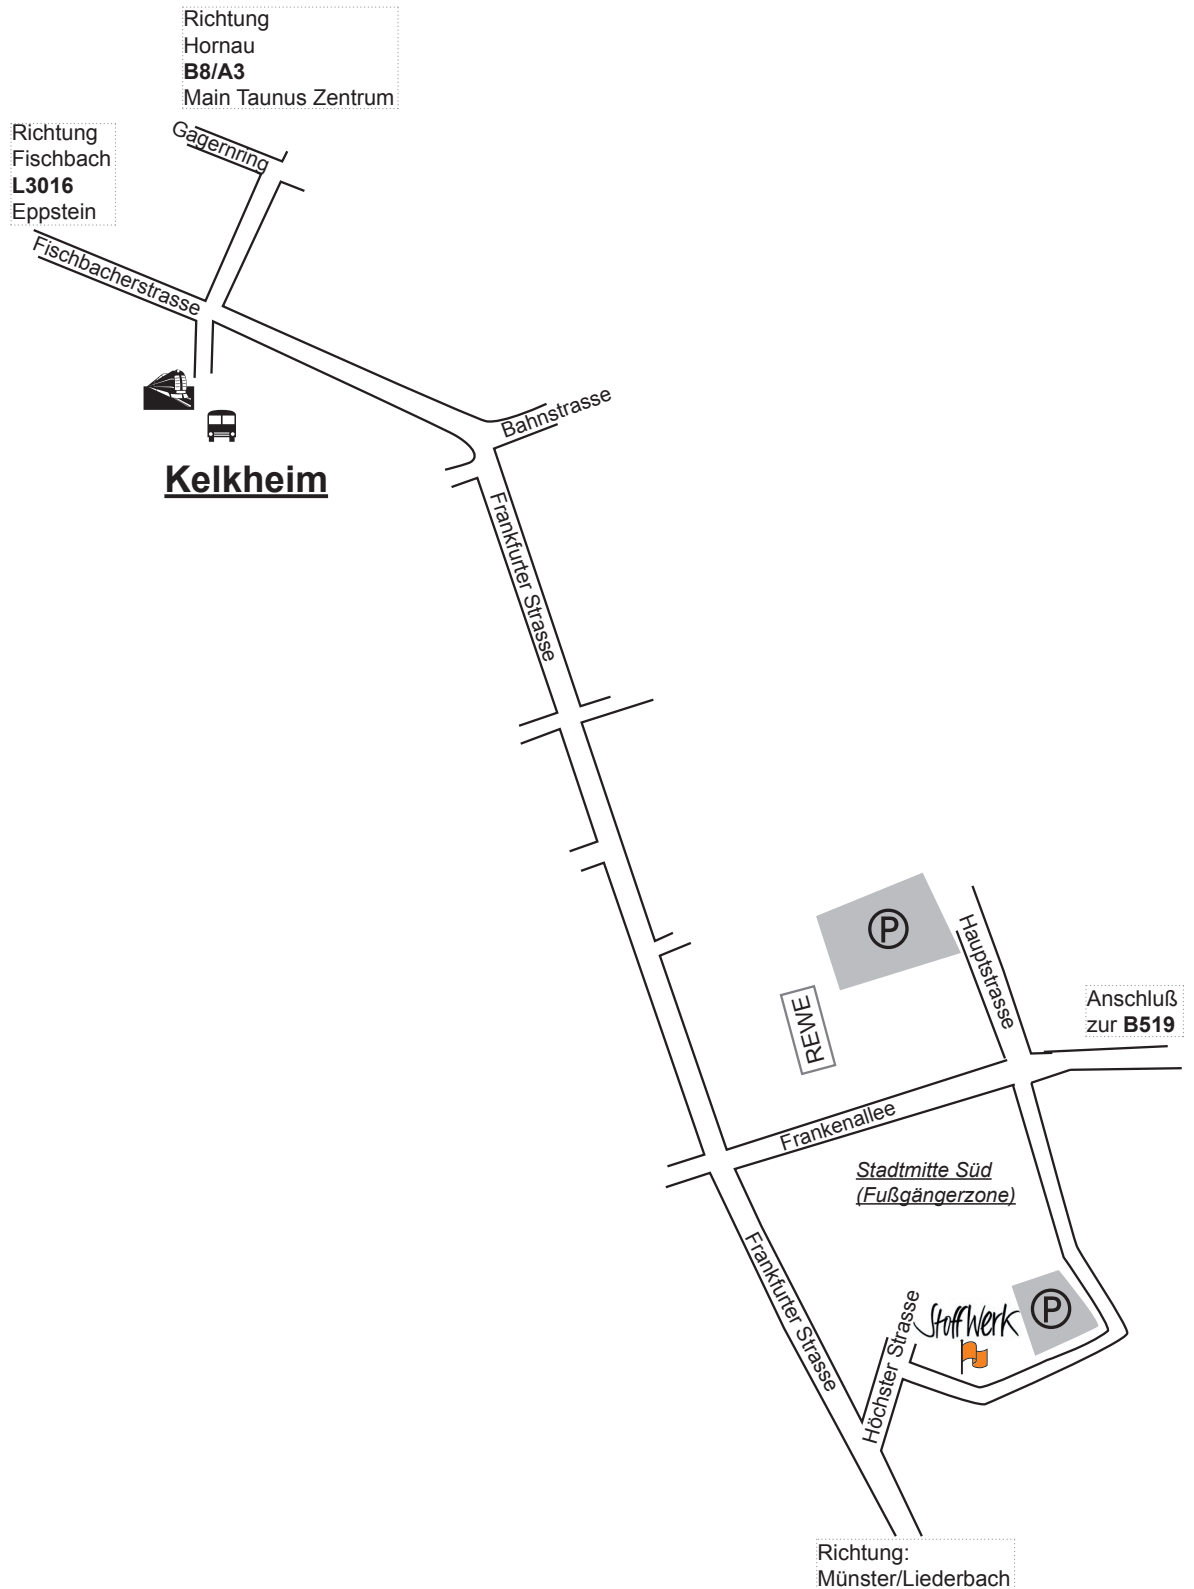 Richtung
Hornau
B8/A3
Main Taunus Zentrum
Richtung
Fischbach
L3016
Eppstein
Gagernring
Fischbacherstrasse
Bahnstrasse
Kelkheim
Frankfurter Strasse
P
Hauptstrasse
REWE
Anschluß
zur B519
Frankenallee
Stadtmitte Süd
(Fußgängerzone)
Frankfurter Strasse
Höchster Strasse
StoffWerk
P
Richtung:
Münster/Liederbach